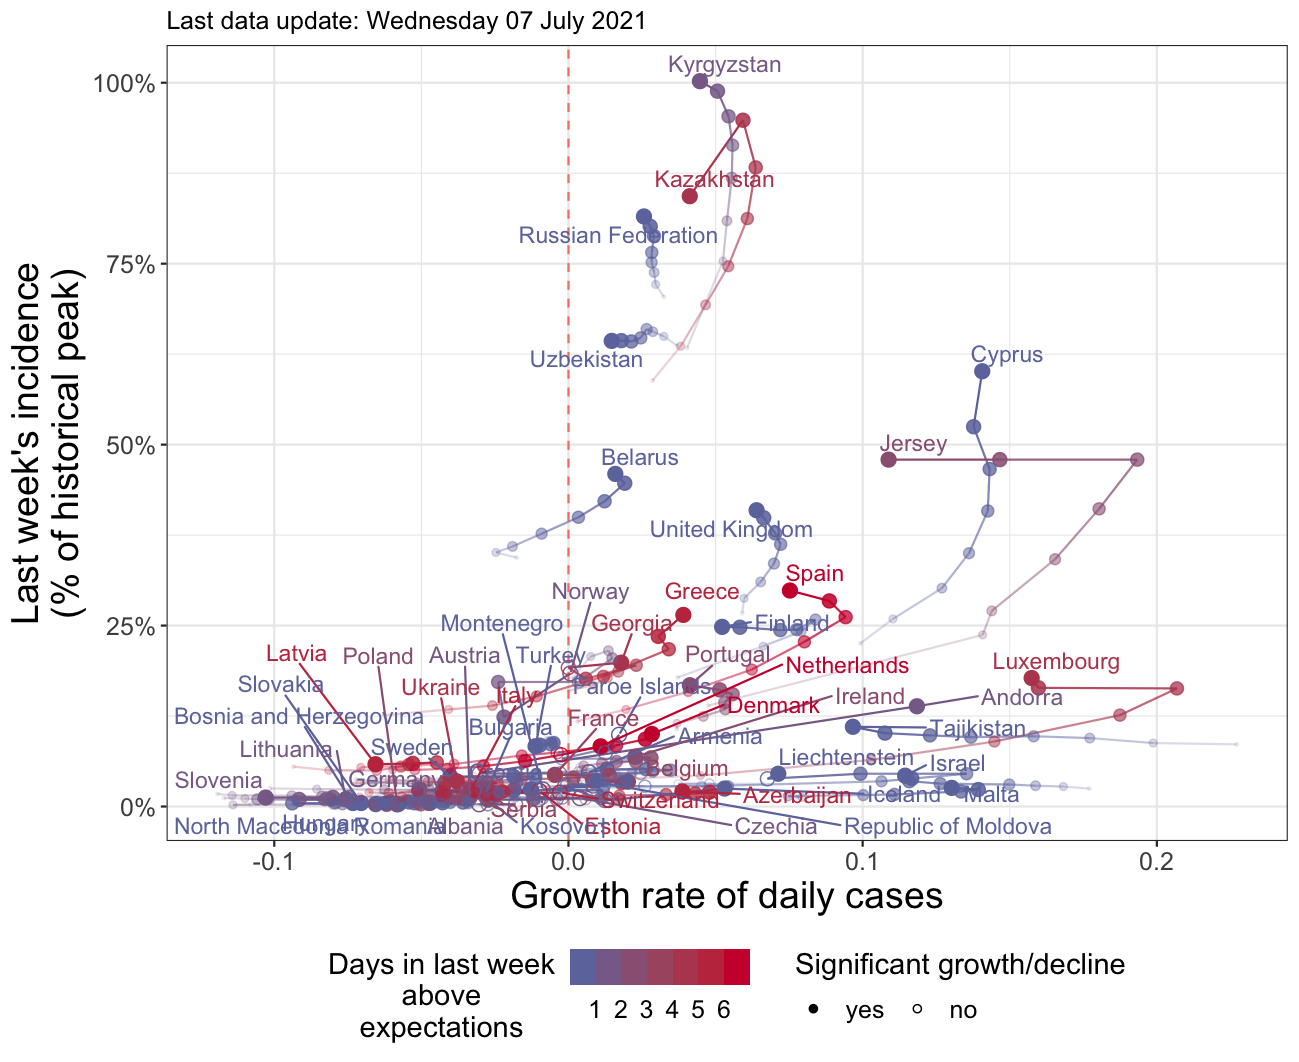 Last data update: Wednesday 07 July 2021
Last week's incidence
(% of historical peak)
100%
75%
50%
25%
0%
Kyrgyzstan
Kazakhstan
Russian Federation
Uzbekistan
Cyprus
Jersey
Belarus
United Kingdom
Spain
Norway
Greece
Montenegro
Georgia
Finland
Latvia
Poland
Austria
Turkey
Portugal
Netherlands
Luxembourg
Slovakia
Ukraine
Italy
Faroe Islands
Ireland
Andorra
Denmark
Bosnia and Herzegovina
France
Bulgaria
Tajikistan
Armenia
Lithuania
Sweden
Liechtenstein
Israel
Slovenia
Germany
Belgium
Switzerland
Azerbaijan
Iceland
Malta
Serbia
North Macedonia
Hungary
Romania
Albania
Kosovo
Estonia
Czechia
Republic of Moldova
-0.1
0.0
0.1
0.2
Growth rate of daily cases
Days in last week
above
expectations
1 2 3 4 5 6
Significant growth/decline
yes
no